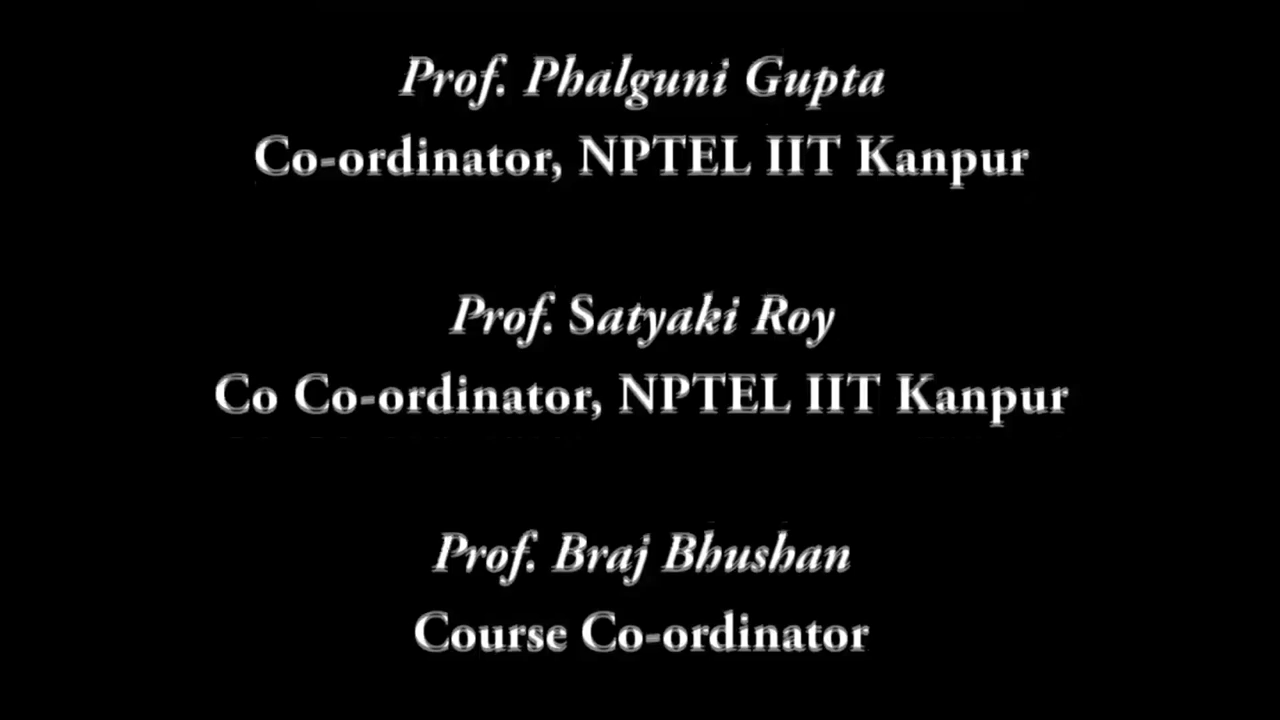 Prof. Phalguni Gupta
Co-ordinator, NPTEL IIT Kanpur
Prof. Satyaki Roy
Co Co-ordinator, NPTEL IIT Kanpur
Prof. Braj Bhushan
Course Co-ordinator